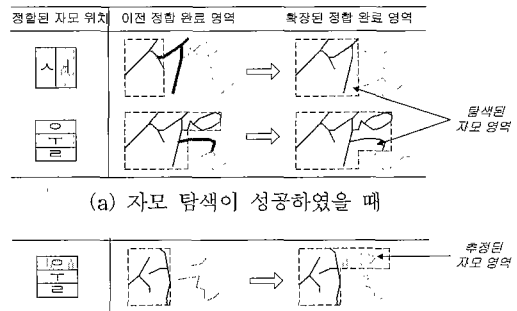 정합될 자모 위치 이전 정합 완료 영역 확장된 정합 완료 영역
탐색된
자모 영역
(a) 자모 탐색이 성공하였을 때
추정된
자모 영역